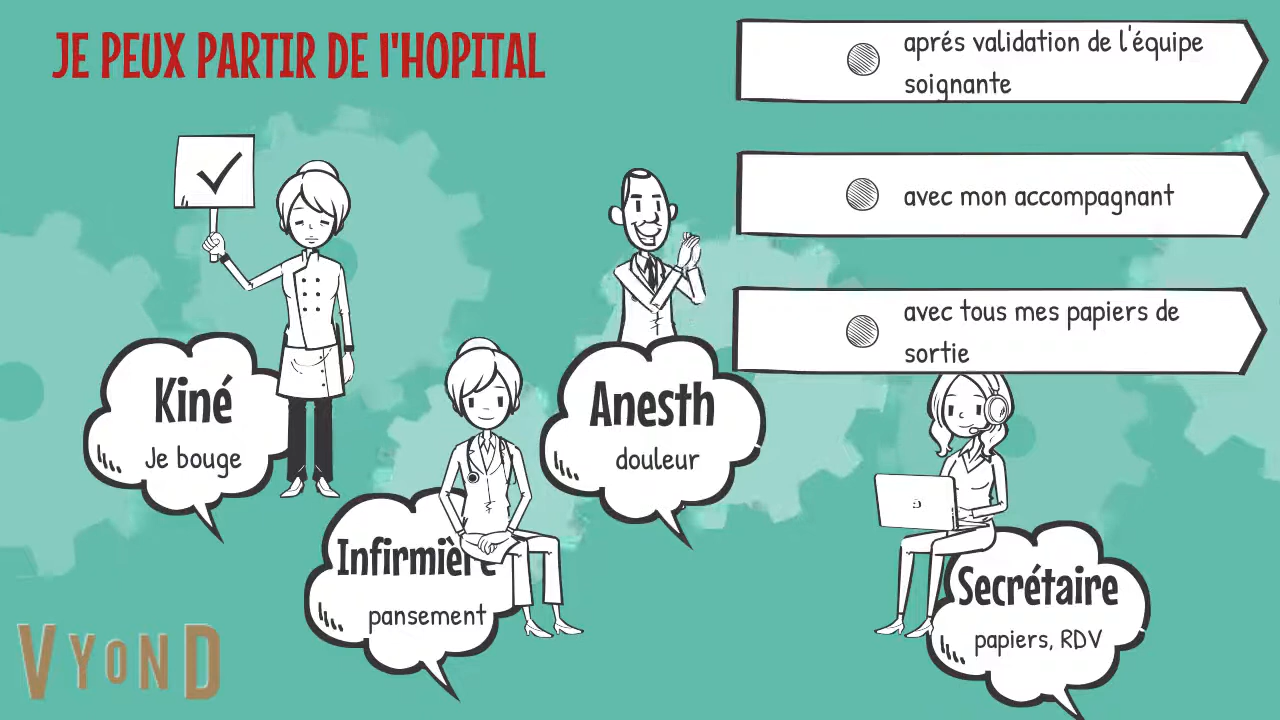 JE PEUX PARTIR DE l'HOPITAL
aprés validation de l'équipe
soignante
avec mon accompagnant
avec tous mes papiers de
sortie
Kiné
Je bouge
Anesth
douleur
Infirmière
pansement
Secrétaire
papiers, RDV
VYOND